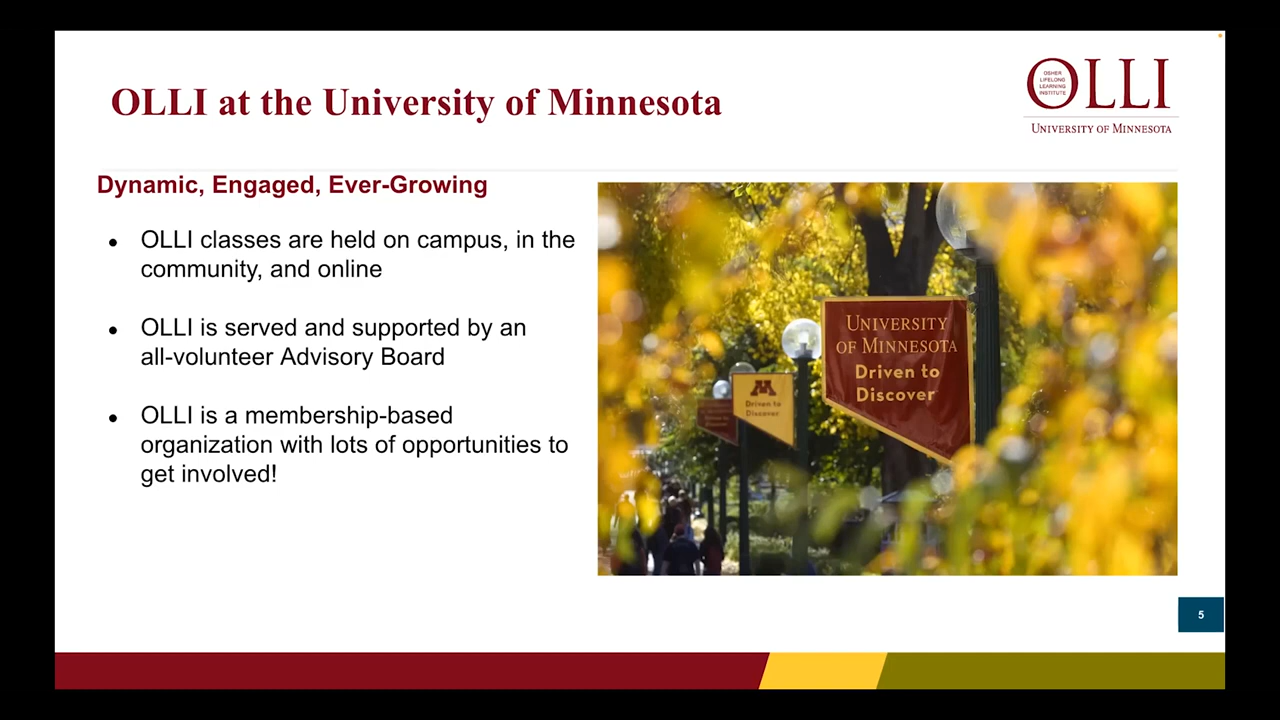 OLLI at the University of Minnesota
OSHER
LIFELONG
LEARNING
INSTITUTE
OLLI
UNIVERSITY OF MINNESOTA
Dynamic, Engaged, Ever-Growing
● OLLI classes are held on campus, in the
community, and online
● OLLI is served and supported by an
all-volunteer Advisory Board
● OLLI is a membership-based
organization with lots of opportunities to
get involved!
UNIVERSITY
OF MINNESOTA
Driven to
Discover
M
Driven to
Discover
Driven to
Discover
5